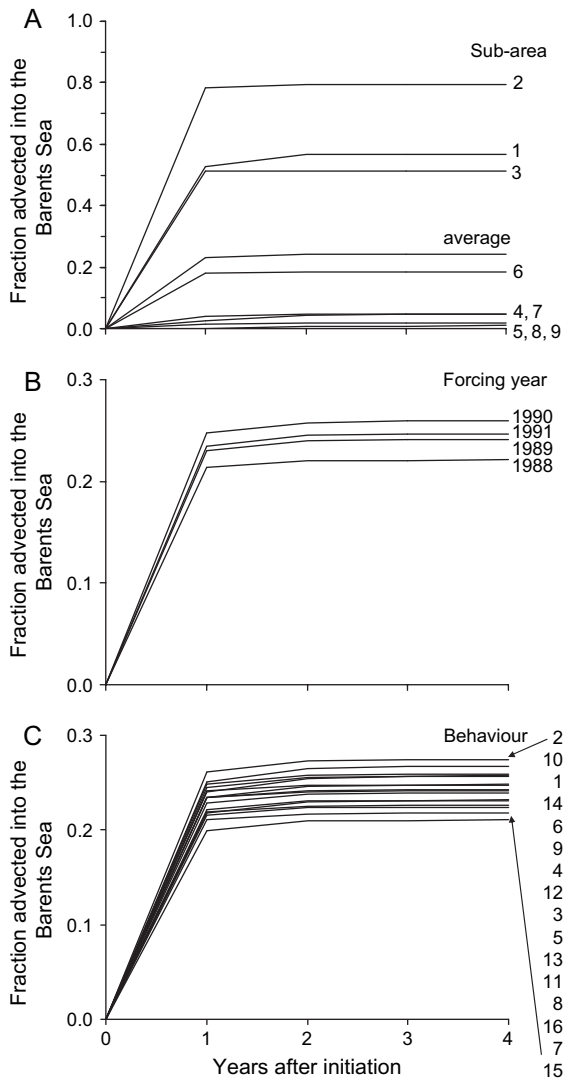 A
Fraction advected into the
Barents Sea
1.0
0.8
0.6
0.4
0.2
0.0
Sub-area
2
1
3
average
6
4, 7
5, 8, 9
B
Fraction advected into the
Barents Sea
0.3
0.2
0.1
0.0
Forcing year
1990
1991
1989
1988
C
Fraction advected into the
Barents Sea
0.3
0.2
0.1
0.0
Behaviour
2
10
1
14
6
9
4
12
3
5
13
11
8
16
7
15
0 1 2 3 4
Years after initiation